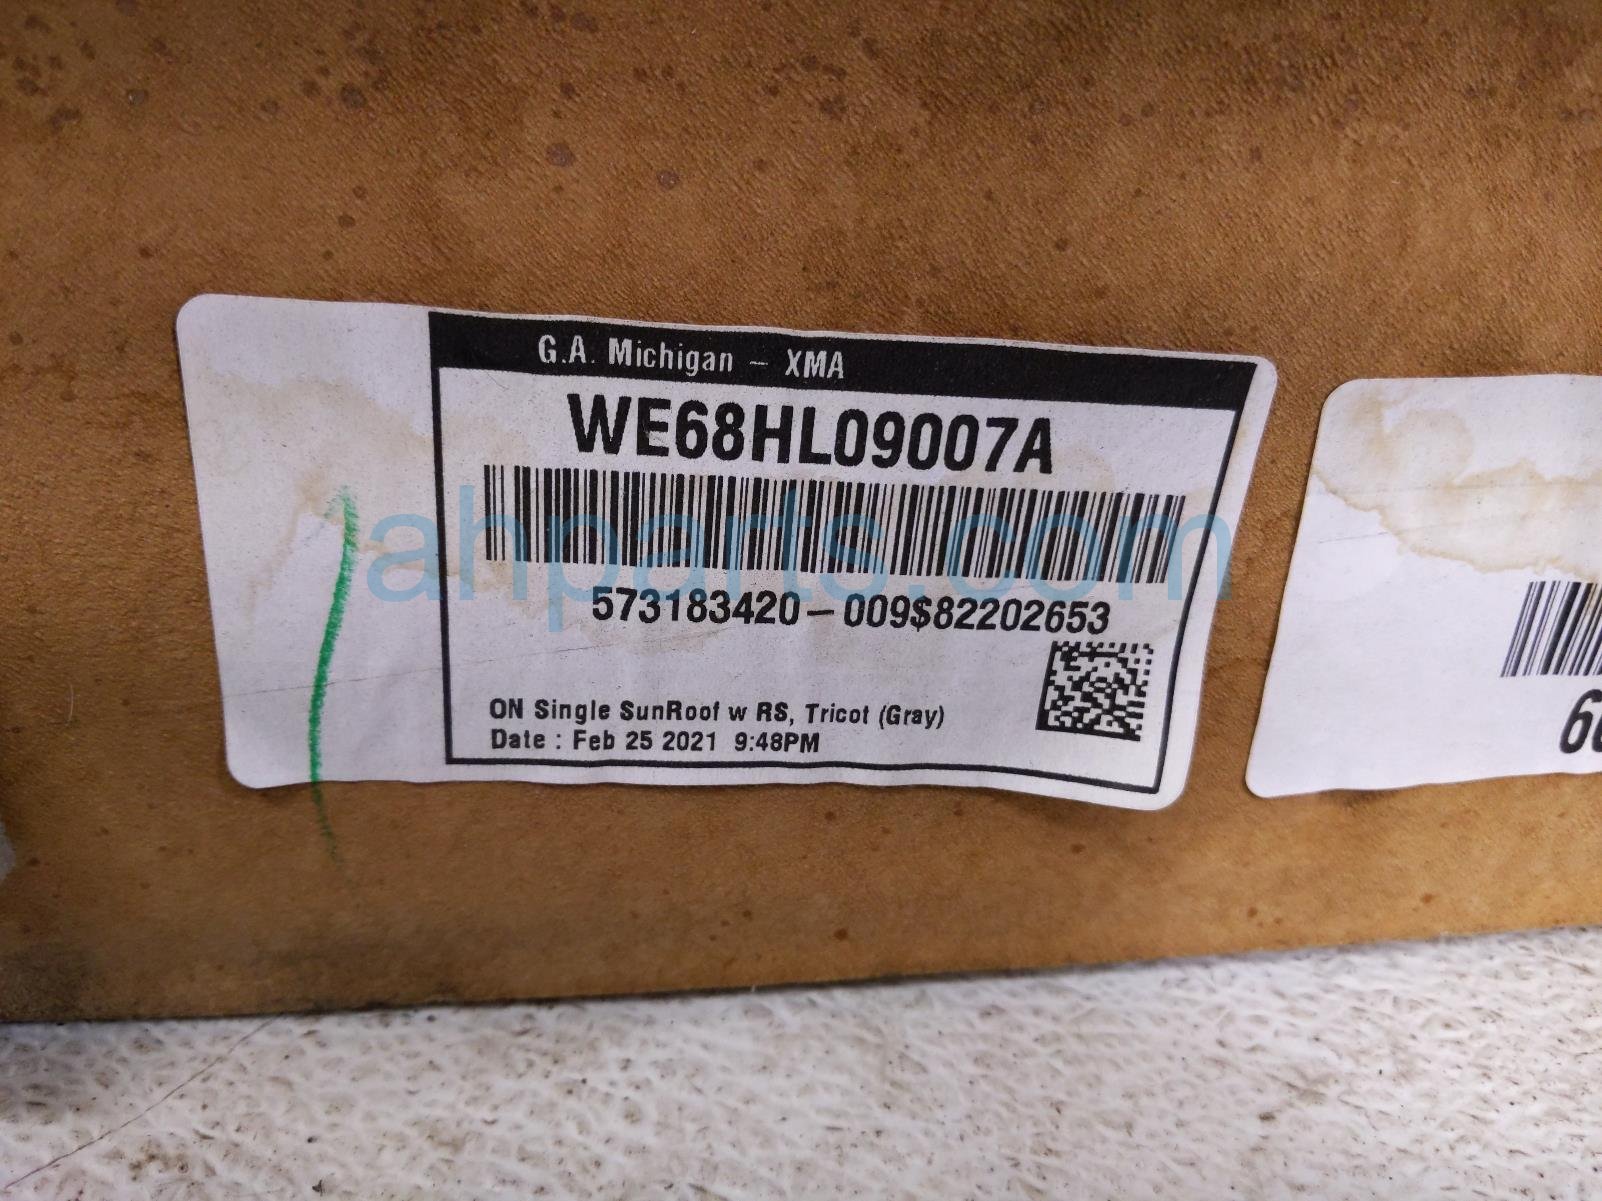 G.A. Michigan - XMA
WE68HL09007A
ahparts.com
573183420-009$82202653
ON Single SunRoof w RS, Tricot (Gray)
Date : Feb 25 2021 9:48PM